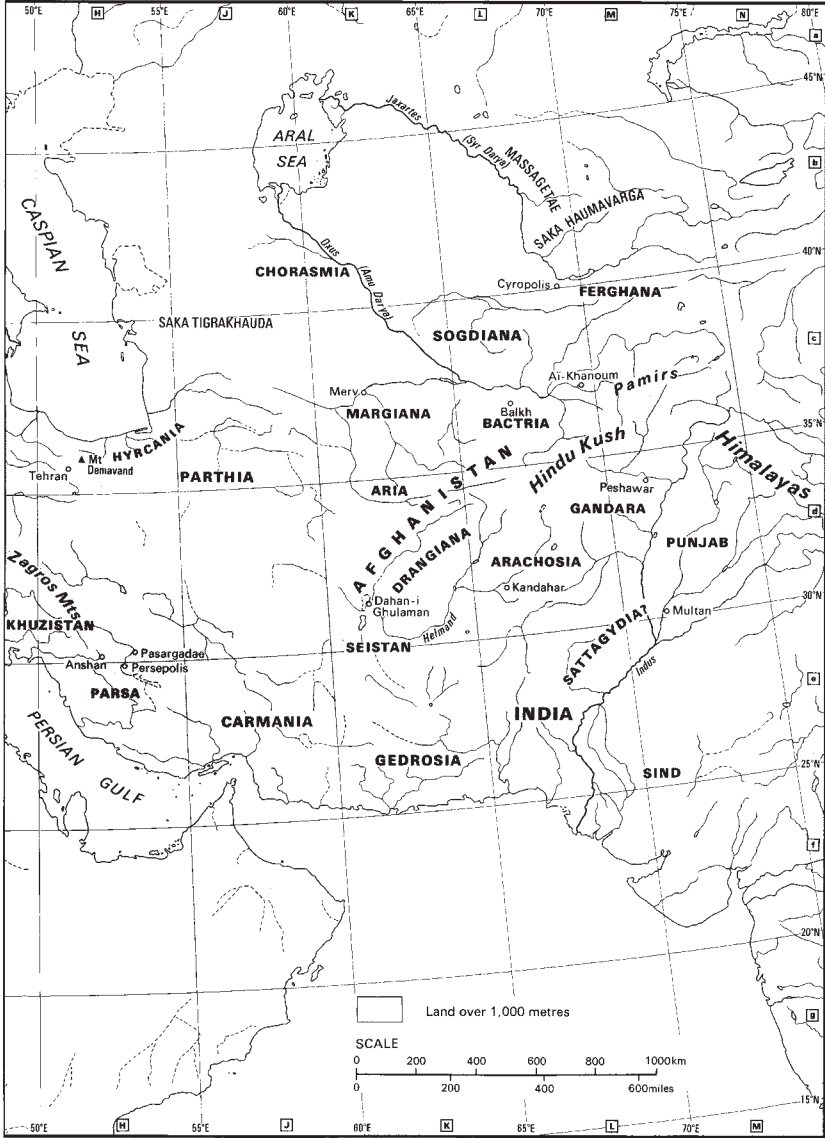 50°E H 55°E J 60°E K 65°E L 70°E M 75°E N 80°E
a
45°N
ARAL
SEA
Jaxartes
(Syr Darya)
MASSAGETAE
b
SAKA HAUMAVARGA
CASPIAN
SEA
40°N
Oxus
(Amu Darya)
CHORASMIA
Cyropolis
FERGHANA
SAKA TIGRAKHAUDA
SOGDIANA
c
Aï-Khanoum
Pamirs
Merv
MARGIANA
Balkh
BACTRIA
35°N
HYRCANIA
Mt
Demavand
Tehran
PARTHIA
ARIA
AFGHANISTAN
Hindu Kush
Himalayas
Peshawar
GANDARA
d
PUNJAB
DRANGIANA
ARACHOSIA
Zagros Mts
Kandahar
30°N
Dahan-i
Ghulaman
Multan
KHUZISTAN
SEISTAN
Helmand
SATTAGYDIA?
Indus
Pasargadae
Anshan
Persepolis
e
PARSA
CARMANIA
INDIA
PERSIAN
GULF
GEDROSIA
SIND
25°N
f
20°N
Land over 1,000 metres
g
SCALE
0 200 400 600 800 1000km
0 200 400 600miles
15°N
50°E H 55°E J 60°E K 65°E L 70°E M